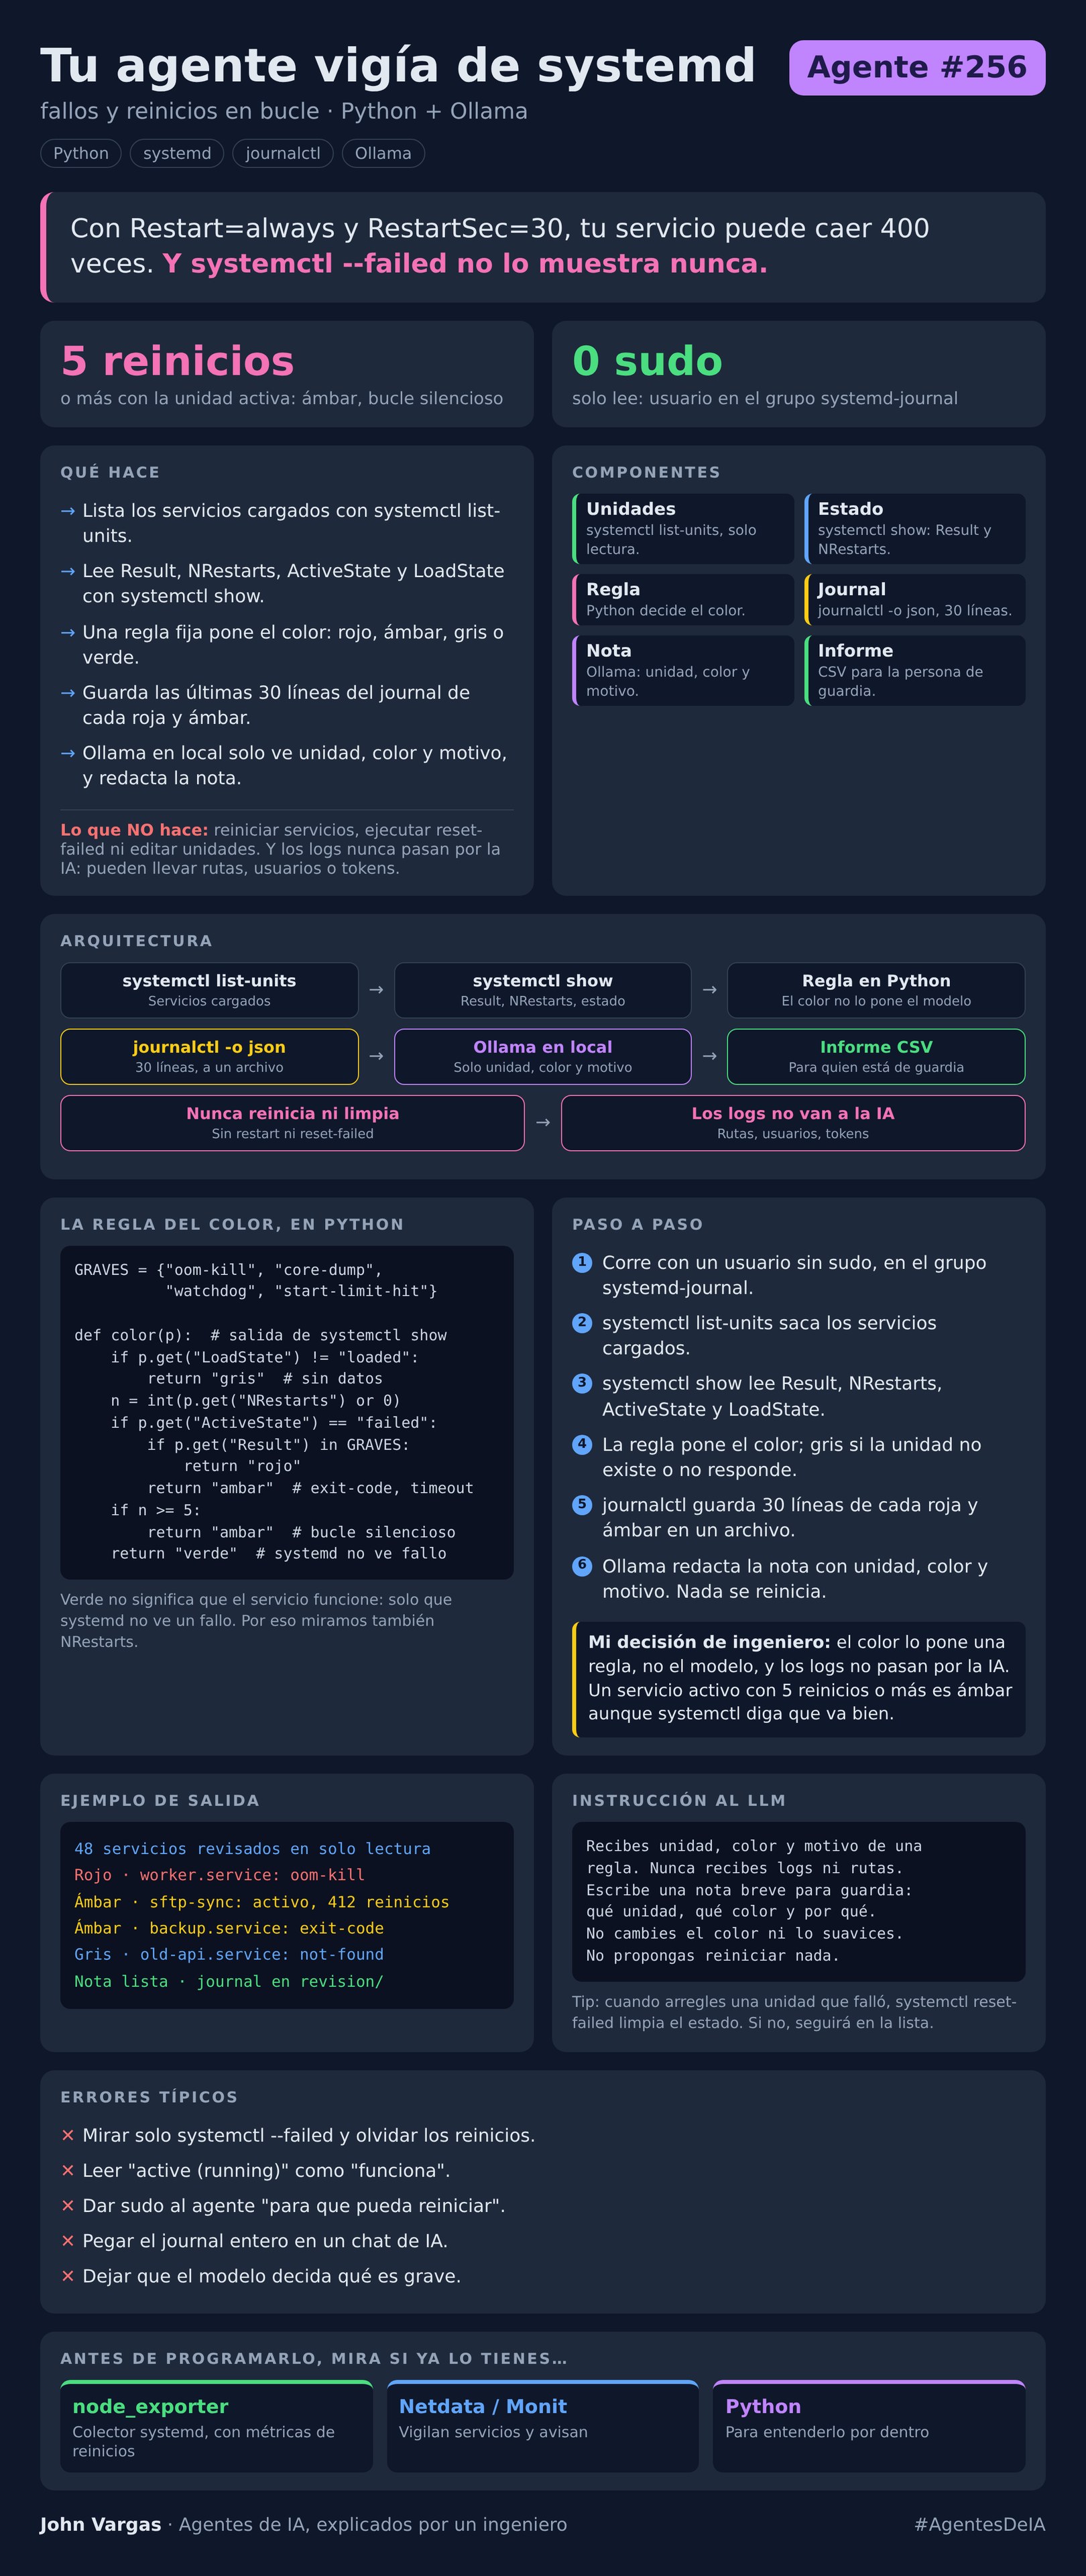 Tu agente vigía de systemd
Agente #256
fallos y reinicios en bucle · Python + Ollama
Python
systemd
journalctl
Ollama
Con Restart=always y RestartSec=30, tu servicio puede caer 400
veces. Y systemctl --failed no lo muestra nunca.
5 reinicios
o más con la unidad activa: ámbar, bucle silencioso
0 sudo
solo lee: usuario en el grupo systemd-journal
QUÉ HACE
→ Lista los servicios cargados con systemctl list-
units.
→ Lee Result, NRestarts, ActiveState y LoadState
con systemctl show.
→ Una regla fija pone el color: rojo, ámbar, gris o
verde.
→ Guarda las últimas 30 líneas del journal de
cada roja y ámbar.
→ Ollama en local solo ve unidad, color y motivo,
y redacta la nota.
Lo que NO hace: reiniciar servicios, ejecutar reset-
failed ni editar unidades. Y los logs nunca pasan por la
IA: pueden llevar rutas, usuarios o tokens.
COMPONENTES
Unidades
systemctl list-units, solo
lectura.
Estado
systemctl show: Result y
NRestarts.
Regla
Python decide el color.
Journal
journalctl -o json, 30 líneas.
Nota
Ollama: unidad, color y
motivo.
Informe
CSV para la persona de
guardia.
ARQUITECTURA
systemctl list-units
Servicios cargados
→
systemctl show
Result, NRestarts, estado
→
Regla en Python
El color no lo pone el modelo
journalctl -o json
30 líneas, a un archivo
→
Ollama en local
Solo unidad, color y motivo
→
Informe CSV
Para quien está de guardia
Nunca reinicia ni limpia
Sin restart ni reset-failed
→
Los logs no van a la IA
Rutas, usuarios, tokens
LA REGLA DEL COLOR, EN PYTHON
GRAVES = {"oom-kill", "core-dump",
"watchdog", "start-limit-hit"}
def color(p):  # salida de systemctl show
if p.get("LoadState") != "loaded":
return "gris"  # sin datos
n = int(p.get("NRestarts") or 0)
if p.get("ActiveState") == "failed":
if p.get("Result") in GRAVES:
return "rojo"
return "ambar"  # exit-code, timeout
if n >= 5:
return "ambar"  # bucle silencioso
return "verde"  # systemd no ve fallo
Verde no significa que el servicio funcione: solo que
systemd no ve un fallo. Por eso miramos también
NRestarts.
PASO A PASO
1 Corre con un usuario sin sudo, en el grupo
systemd-journal.
2 systemctl list-units saca los servicios
cargados.
3 systemctl show lee Result, NRestarts,
ActiveState y LoadState.
4 La regla pone el color; gris si la unidad no
existe o no responde.
5 journalctl guarda 30 líneas de cada roja y
ámbar en un archivo.
6 Ollama redacta la nota con unidad, color y
motivo. Nada se reinicia.
Mi decisión de ingeniero: el color lo pone una
regla, no el modelo, y los logs no pasan por la IA.
Un servicio activo con 5 reinicios o más es ámbar
aunque systemctl diga que va bien.
EJEMPLO DE SALIDA
48 servicios revisados en solo lectura
Rojo · worker.service: oom-kill
Ámbar · sftp-sync: activo, 412 reinicios
Ámbar · backup.service: exit-code
Gris · old-api.service: not-found
Nota lista · journal en revision/
INSTRUCCIÓN AL LLM
Recibes unidad, color y motivo de una
regla. Nunca recibes logs ni rutas.
Escribe una nota breve para guardia:
qué unidad, qué color y por qué.
No cambies el color ni lo suavices.
No propongas reiniciar nada.
Tip: cuando arregles una unidad que falló, systemctl reset-
failed limpia el estado. Si no, seguirá en la lista.
ERRORES TÍPICOS
✕ Mirar solo systemctl --failed y olvidar los reinicios.
✕ Leer "active (running)" como "funciona".
✕ Dar sudo al agente "para que pueda reiniciar".
✕ Pegar el journal entero en un chat de IA.
✕ Dejar que el modelo decida qué es grave.
ANTES DE PROGRAMARLO, MIRA SI YA LO TIENES…
node_exporter
Colector systemd, con métricas de
reinicios
Netdata / Monit
Vigilan servicios y avisan
Python
Para entenderlo por dentro
John Vargas · Agentes de IA, explicados por un ingeniero
#AgentesDeIA